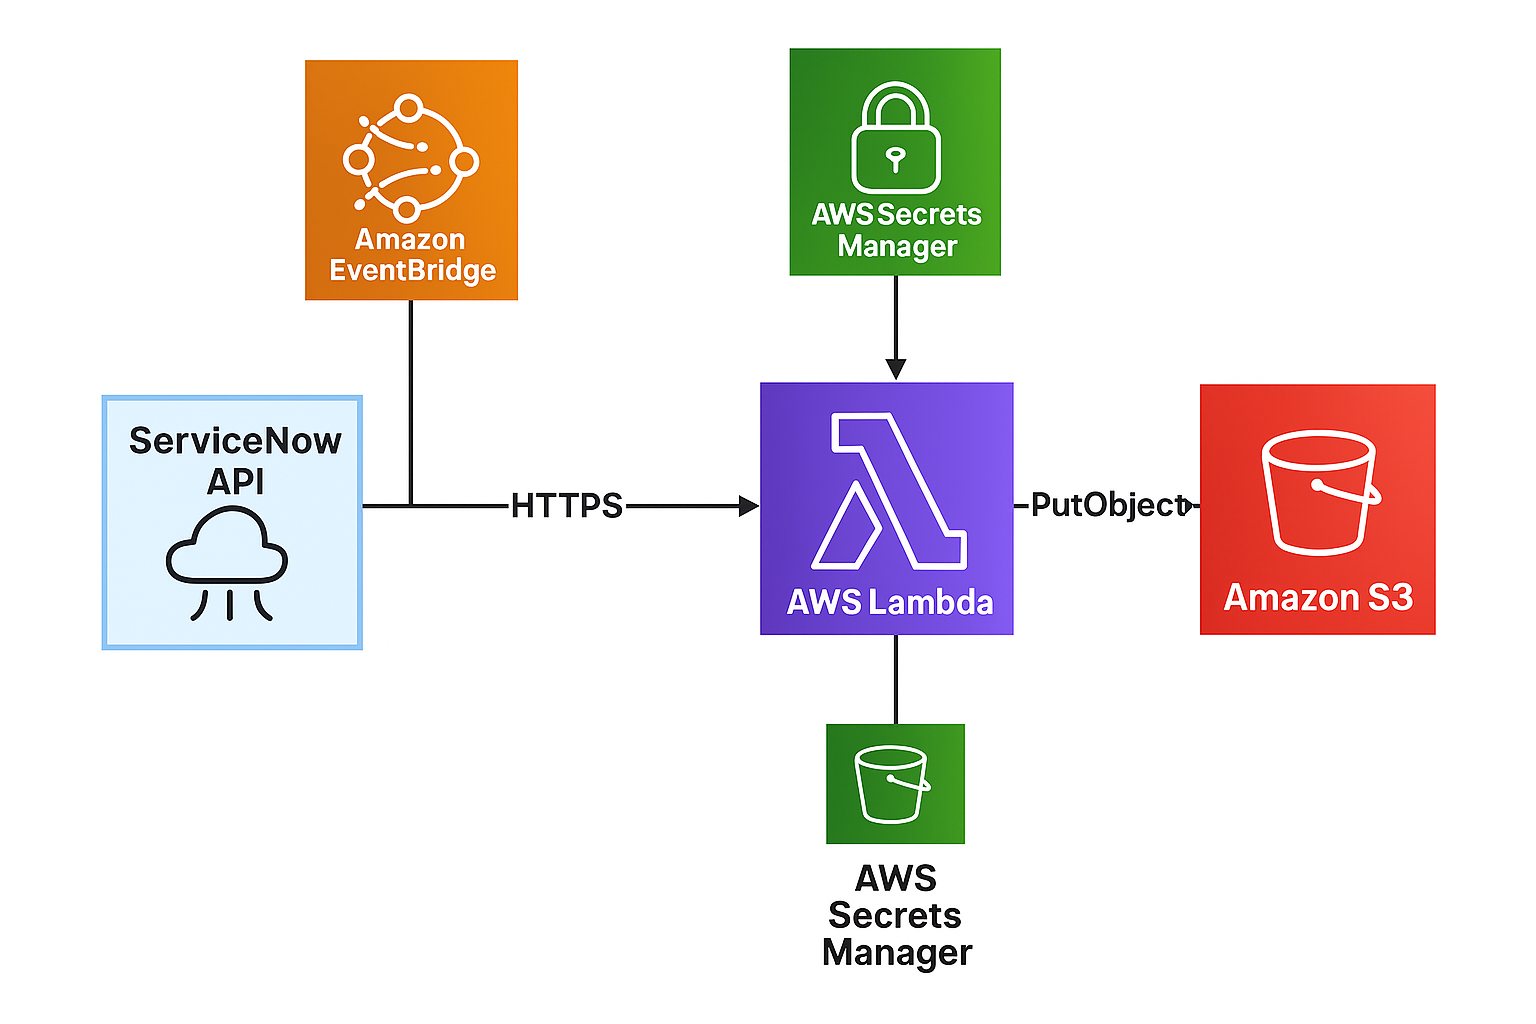 Amazon
EventBridge
AWS Secrets
Manager
ServiceNow
API
HTTPS
AWS Lambda
PutObject
Amazon S3
AWS
Secrets
Manager